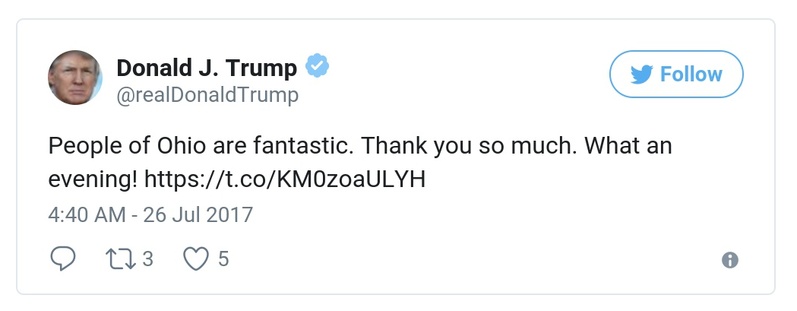 Donald J. Trump
@realDonaldTrump
Follow
People of Ohio are fantastic. Thank you so much. What an
evening! https://t.co/KM0zoaULYH
4:40 AM - 26 Jul 2017
3 5